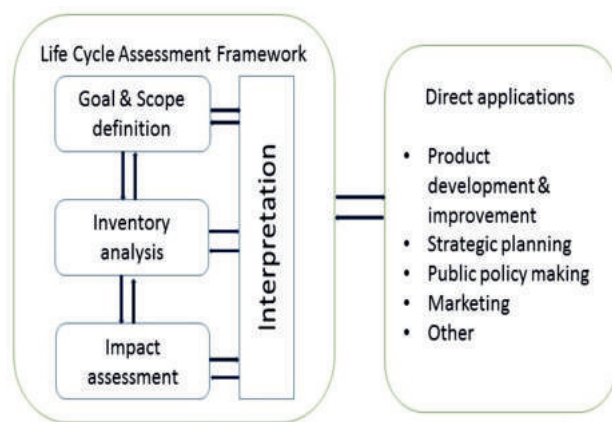 Life Cycle Assessment Framework
Goal & Scope
definition
Inventory
analysis
Impact
assessment
Interpretation
Direct applications
• Product
development &
improvement
• Strategic planning
• Public policy making
• Marketing
• Other